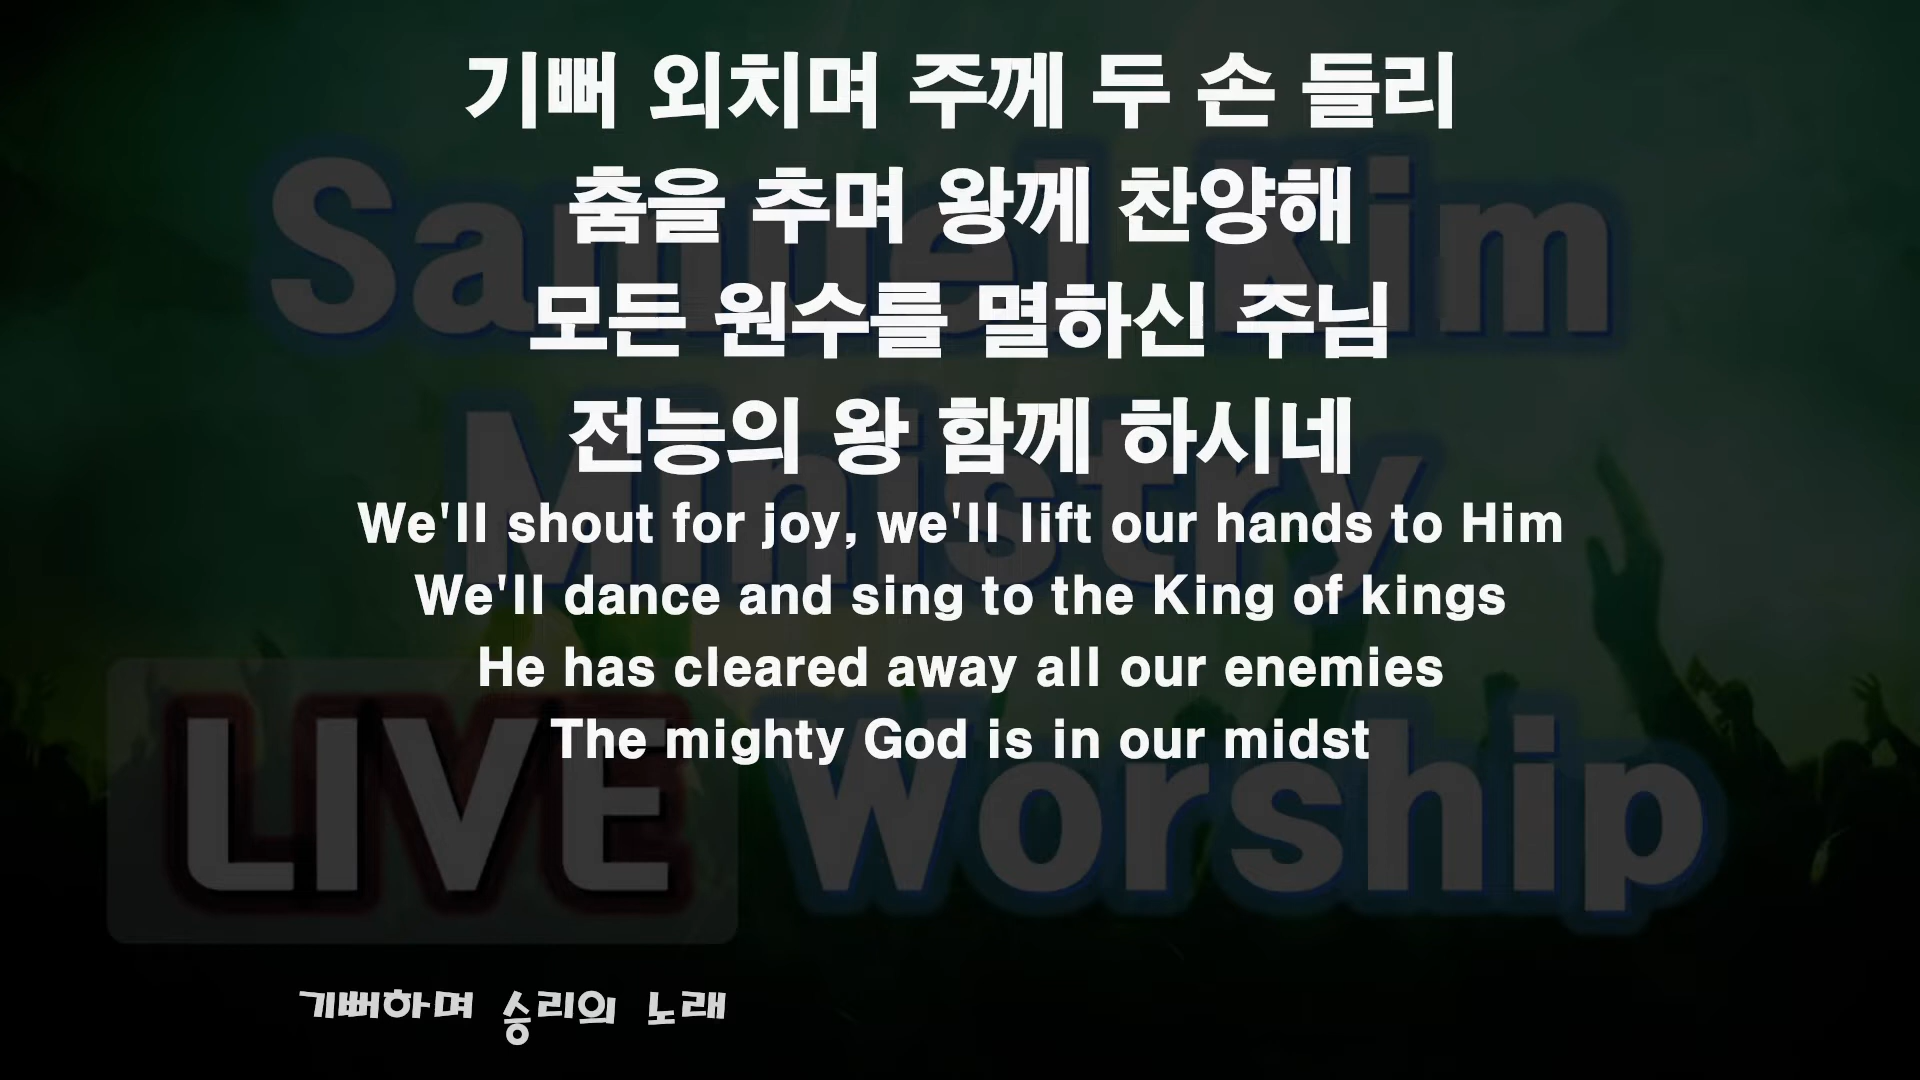 기뻐 외치며 주께 두 손 들리
춤을 추며 왕께 찬양해
모든 원수를 멸하신 주님
전능의 왕 함께 하시네
We'll shout for joy, we'll lift our hands to Him
We'll dance and sing to the King of kings
He has cleared away all our enemies
The mighty God is in our midst
Samuel Kim
Ministry
LIVE Worship
기뻐하며 승리의 노래